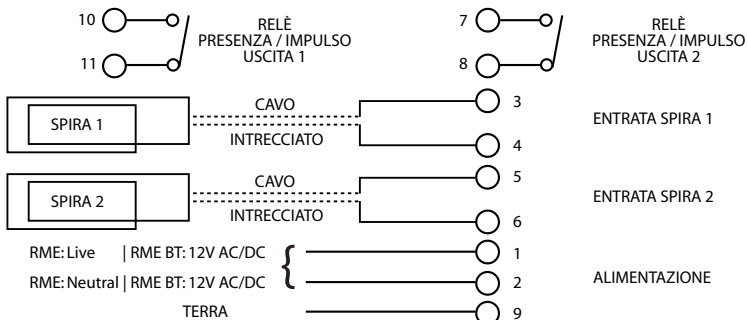 10
RELÈ
PRESENZA / IMPULSO
USCITA 1
11
7
RELÈ
PRESENZA / IMPULSO
USCITA 2
8
SPIRA 1
CAVO
INTRECCIATO
3
4
ENTRATA SPIRA 1
SPIRA 2
CAVO
INTRECCIATO
5
6
ENTRATA SPIRA 2
RME: Live | RME BT: 12V AC/DC
1
RME: Neutral | RME BT: 12V AC/DC
2
ALIMENTAZIONE
TERRA
9